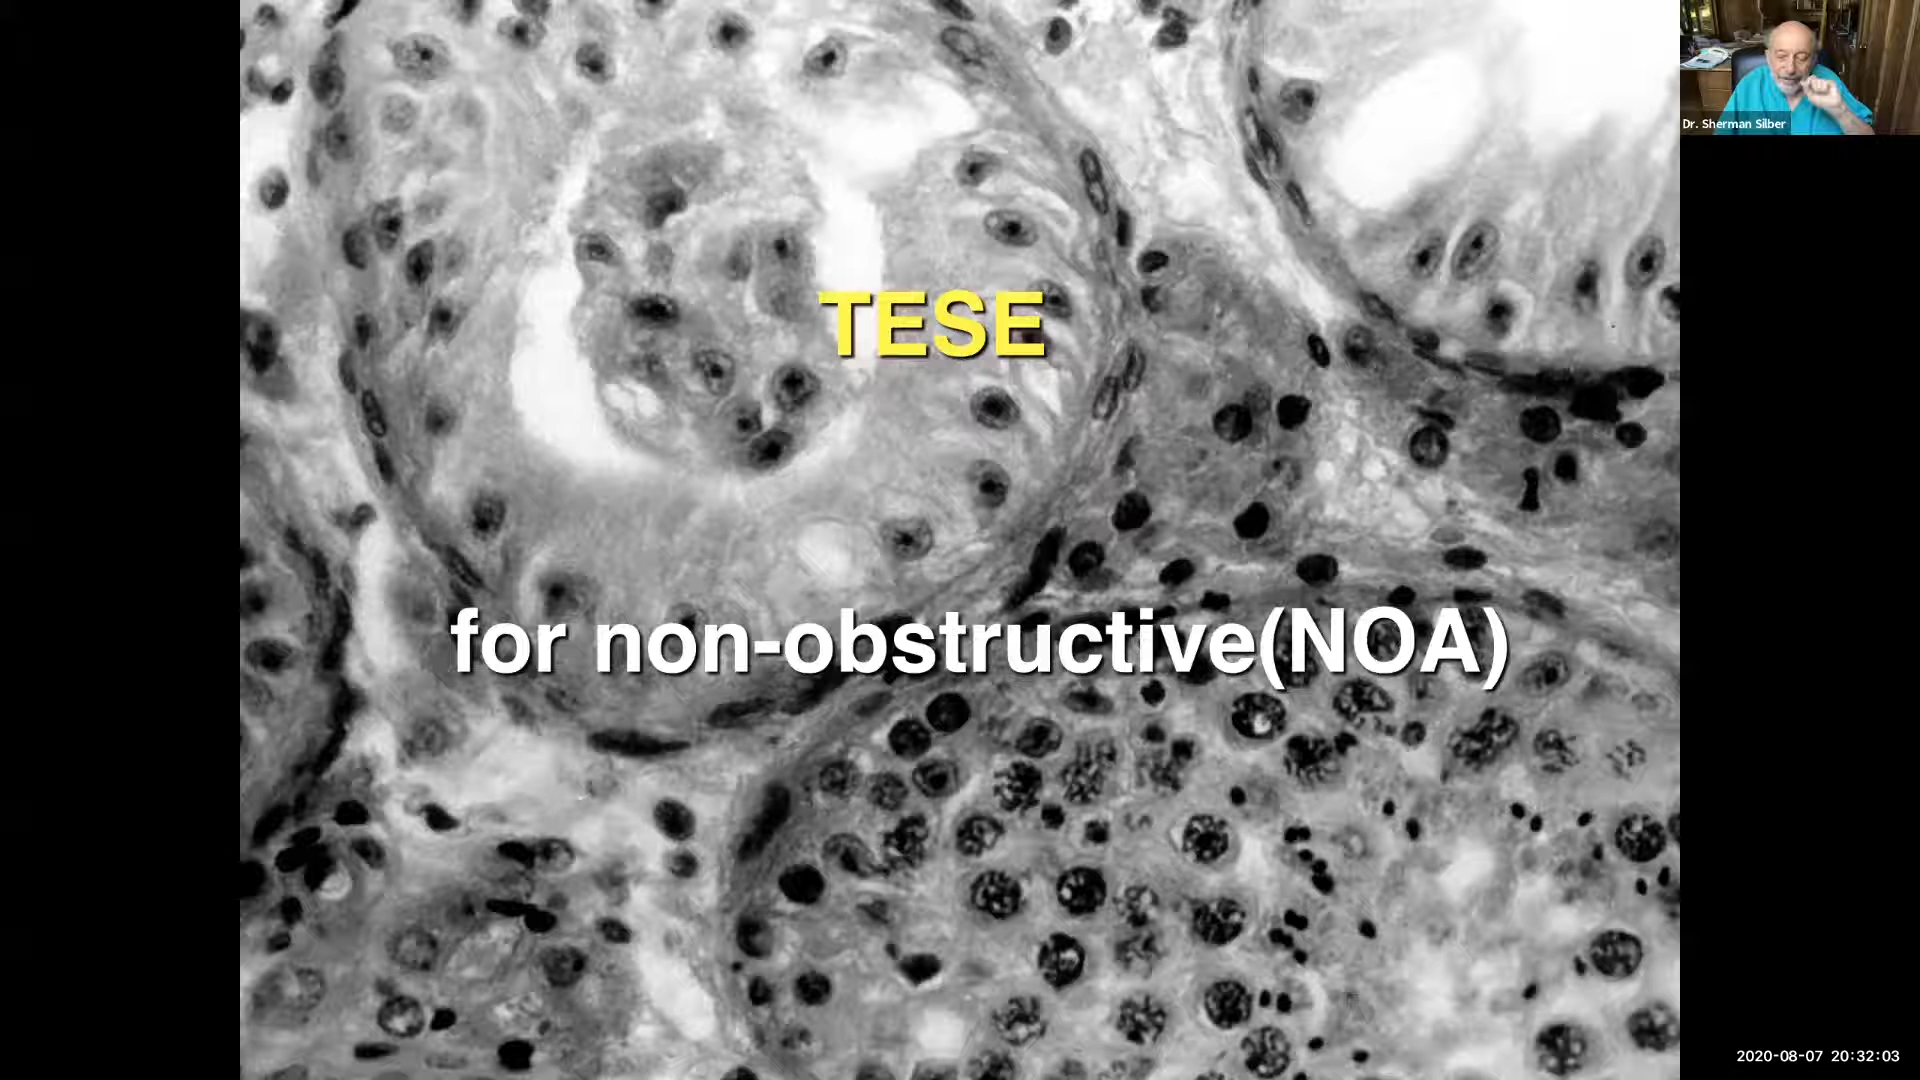 Dr. Sherman Silber
TESE
for non-obstructive(NOA)
2020-08-07 20:32:03